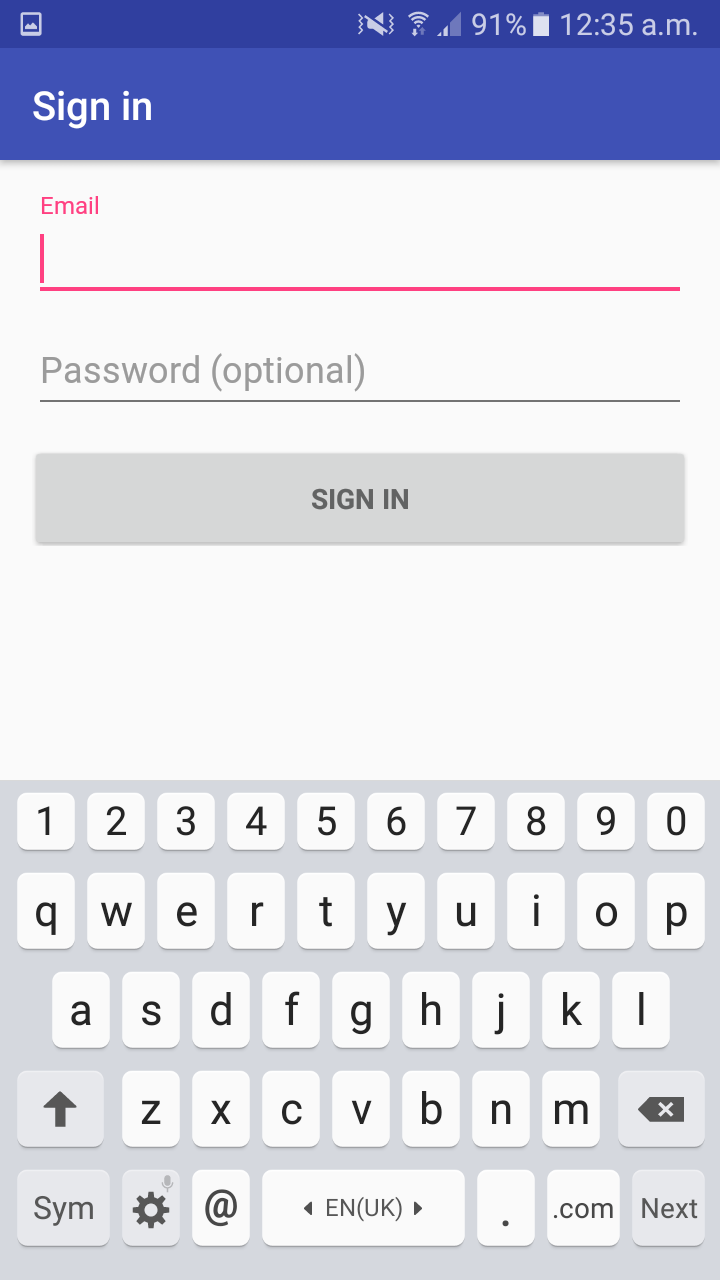 91% 12:35 a.m.
Sign in
Email
Password (optional)
SIGN IN
1 2 3 4 5 6 7 8 9 0
q w e r t y u i o p
a s d f g h j k l
z x c v b n m
Sym @ EN(UK) . .com Next